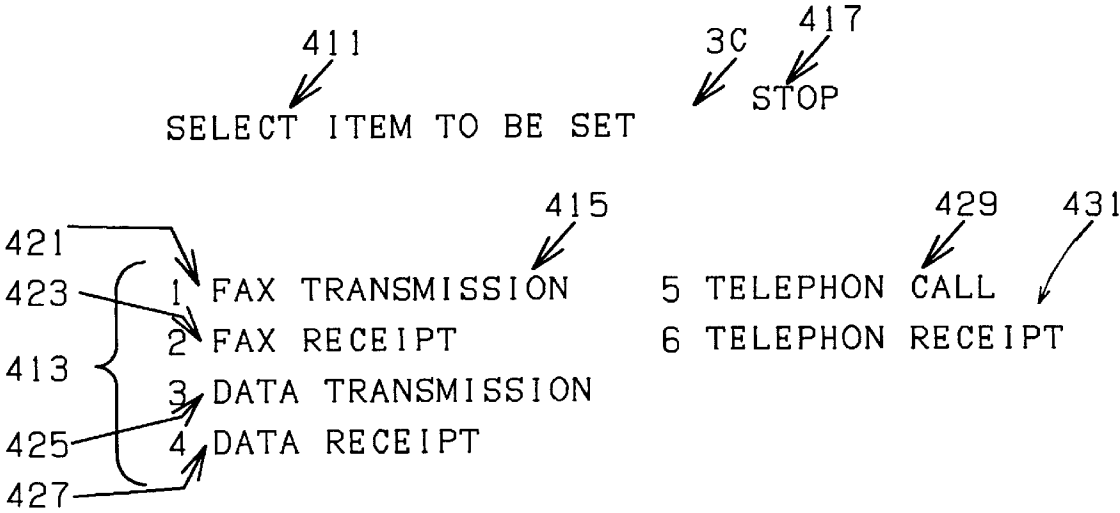 411
3C
417
STOP
SELECT ITEM TO BE SET
415
429
431
421
1 FAX TRANSMISSION
5 TELEPHON CALL
423
2 FAX RECEIPT
6 TELEPHON RECEIPT
413
3 DATA TRANSMISSION
425
4 DATA RECEIPT
427